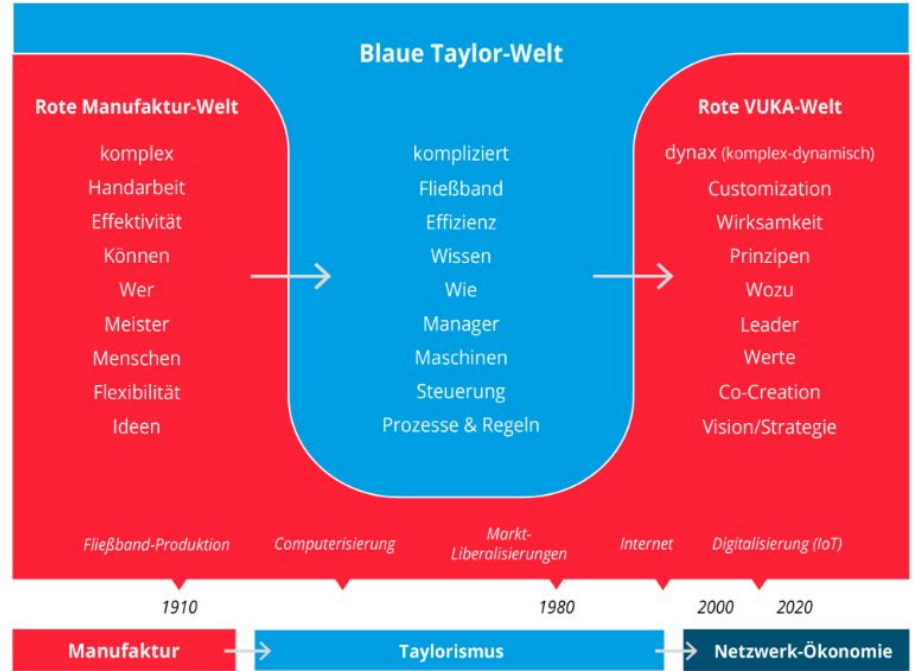 Blaue Taylor-Welt
Rote Manufaktur-Welt
komplex
Handarbeit
Effektivität
Können
Wer
Meister
Menschen
Flexibilität
Ideen
kompliziert
Fließband
Effizienz
Wissen
Wie
Manager
Maschinen
Steuerung
Prozesse & Regeln
Rote VUKA-Welt
dynax (komplex-dynamisch)
Customization
Wirksamkeit
Prinzipen
Wozu
Leader
Werte
Co-Creation
Vision/Strategie
Fließband-Produktion
Computerisierung
Markt-
Liberalisierungen
Internet
Digitalisierung (IoT)
1910
1980
2000
2020
Manufaktur
Taylorismus
Netzwerk-Ökonomie